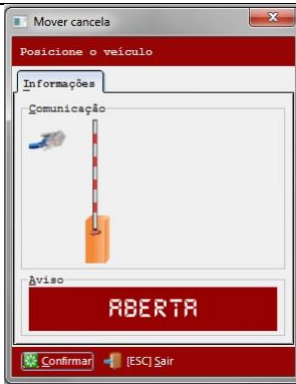 Mover cancela
Posicione o veículo
Informações
Comunicação
Aviso
ABERTA
Confirmar [ESC] Sair